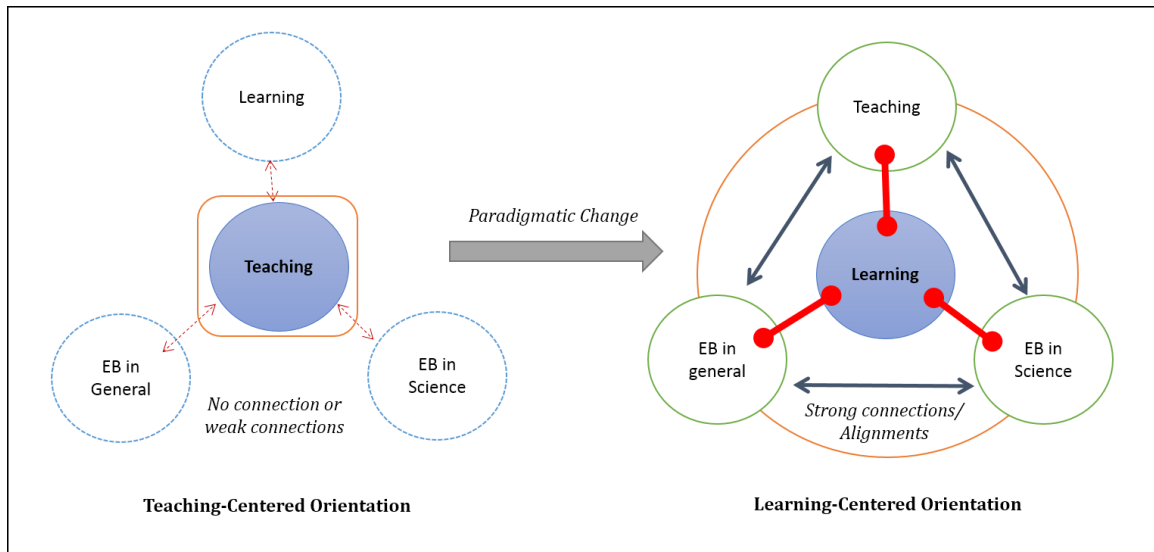 Learning
Teaching
EB in
General
EB in
Science
No connection or
weak connections
Teaching-Centered Orientation
Paradigmatic Change
Teaching
Learning
EB in
general
EB in
Science
Strong connections/
Alignments
Learning-Centered Orientation